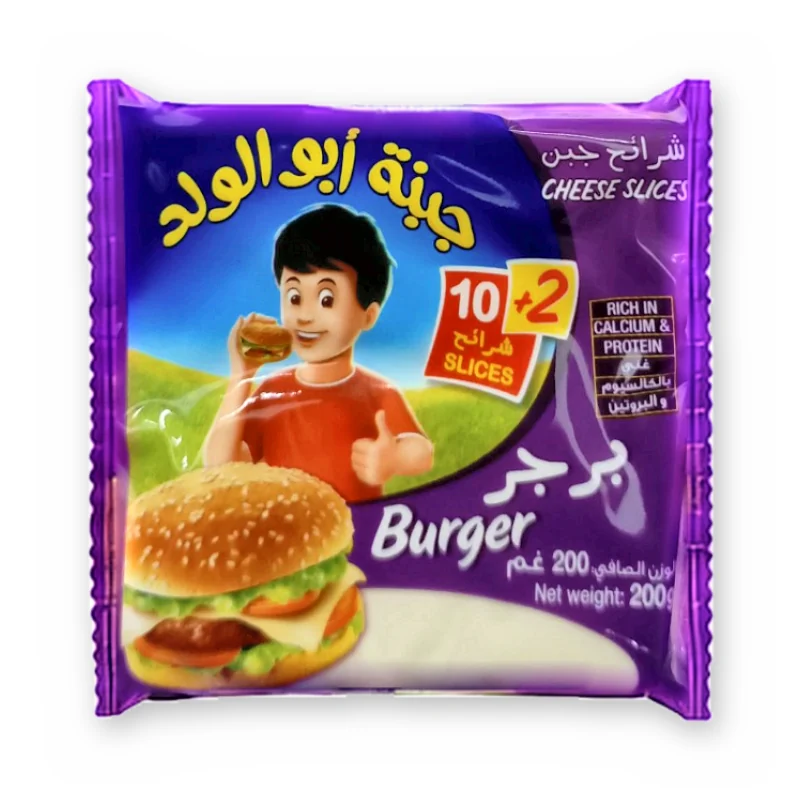 جبنة أبو الولد
شرائح جبن
CHEESE SLICES
10 +2
شرائح
SLICES
RICH IN
CALCIUM &
PROTEIN
غني
بالكالسيوم
و البروتين
برجر
Burger
الوزن الصافي: 200 غم
Net weight: 200g